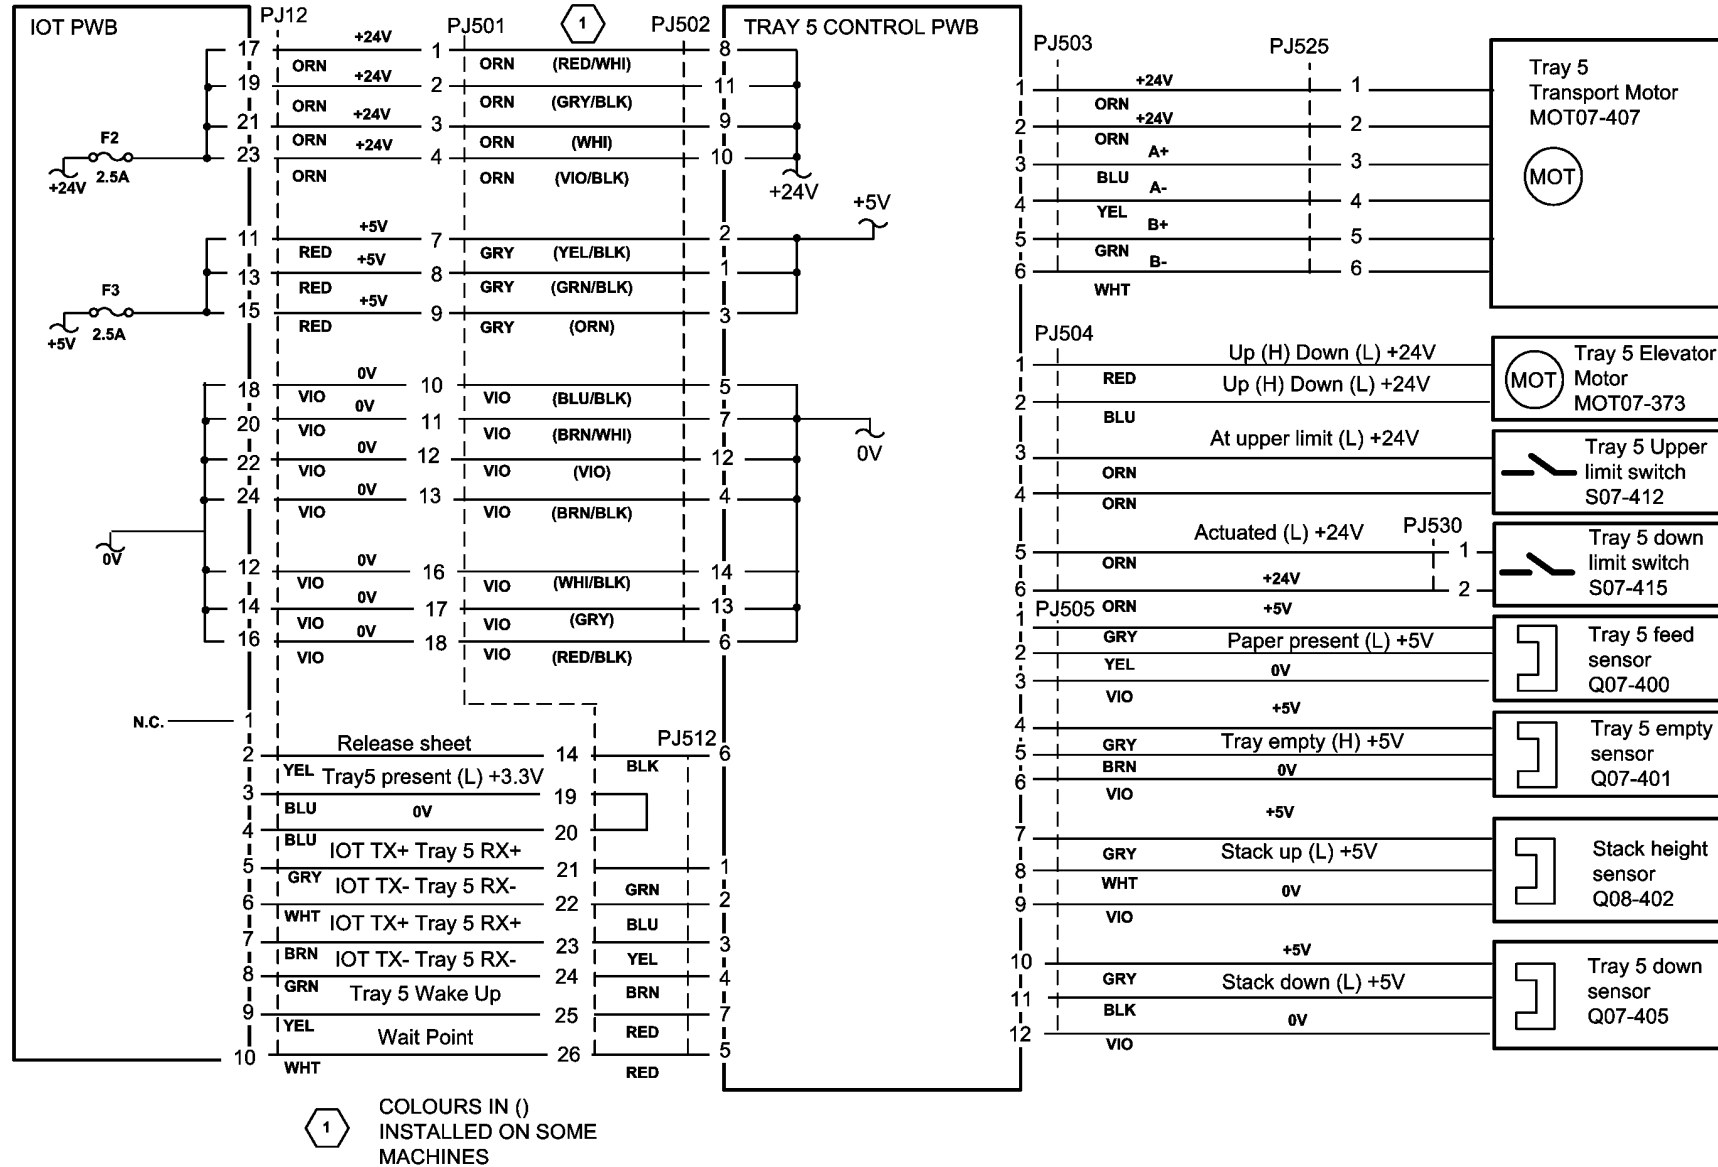 IOT PWB
PJ12
PJ501
1
PJ502
TRAY 5 CONTROL PWB
17 +24V 1 8
ORN ORN (RED/WHI)
19 +24V 2 11
ORN ORN (GRY/BLK)
21 +24V 3 9
ORN ORN (WHI)
F2
23 +24V 4 10
+24V 2.5A
ORN ORN (VIO/BLK)
+24V
+5V
11 +5V 7 2
RED GRY (YEL/BLK)
13 +5V 8 1
RED GRY (GRN/BLK)
F3
15 +5V 9 3
+5V 2.5A
RED GRY (ORN)
18 0V 10 5
VIO VIO (BLU/BLK)
20 0V 11 7
VIO VIO (BRN/WHI)
0V
22 0V 12 12
VIO VIO (VIO)
24 0V 13 4
VIO VIO (BRN/BLK)
0V
12 0V 16 14
VIO VIO (WHI/BLK)
14 0V 17 13
VIO VIO (GRY)
16 0V 18 6
VIO VIO (RED/BLK)
N.C. 1
PJ512
2 Release sheet 14 6
YEL BLK
3 Tray5 present (L) +3.3V 19
BLU
4 0V 20
BLU
5 IOT TX+ Tray 5 RX+ 21 1
GRY GRN
6 IOT TX- Tray 5 RX- 22 2
WHT BLU
7 IOT TX+ Tray 5 RX+ 23 3
BRN YEL
8 IOT TX- Tray 5 RX- 24 4
GRN BRN
9 Tray 5 Wake Up 25 7
YEL RED
10 Wait Point 26 5
WHT RED
PJ503
PJ525
1 +24V 1
ORN
2 +24V 2
ORN
3 A+ 3
BLU
4 A- 4
YEL
5 B+ 5
GRN
6 B- 6
WHT
Tray 5
Transport Motor
MOT07-407
MOT
PJ504
1 Up (H) Down (L) +24V
RED
2 Up (H) Down (L) +24V
BLU
MOT
Tray 5 Elevator
Motor
MOT07-373
3 At upper limit (L) +24V
ORN
4
ORN
Tray 5 Upper
limit switch
S07-412
PJ530
5 Actuated (L) +24V 1
ORN
6 +24V 2
ORN
Tray 5 down
limit switch
S07-415
PJ505
1 +5V
GRY
2 Paper present (L) +5V
YEL
3 0V
VIO
Tray 5 feed
sensor
Q07-400
4 +5V
GRY
5 Tray empty (H) +5V
BRN
6 0V
VIO
Tray 5 empty
sensor
Q07-401
7 +5V
GRY
8 Stack up (L) +5V
WHT
9 0V
VIO
Stack height
sensor
Q08-402
10 +5V
GRY
11 Stack down (L) +5V
BLK
12 0V
VIO
Tray 5 down
sensor
Q07-405
1
COLOURS IN ()
INSTALLED ON SOME
MACHINES